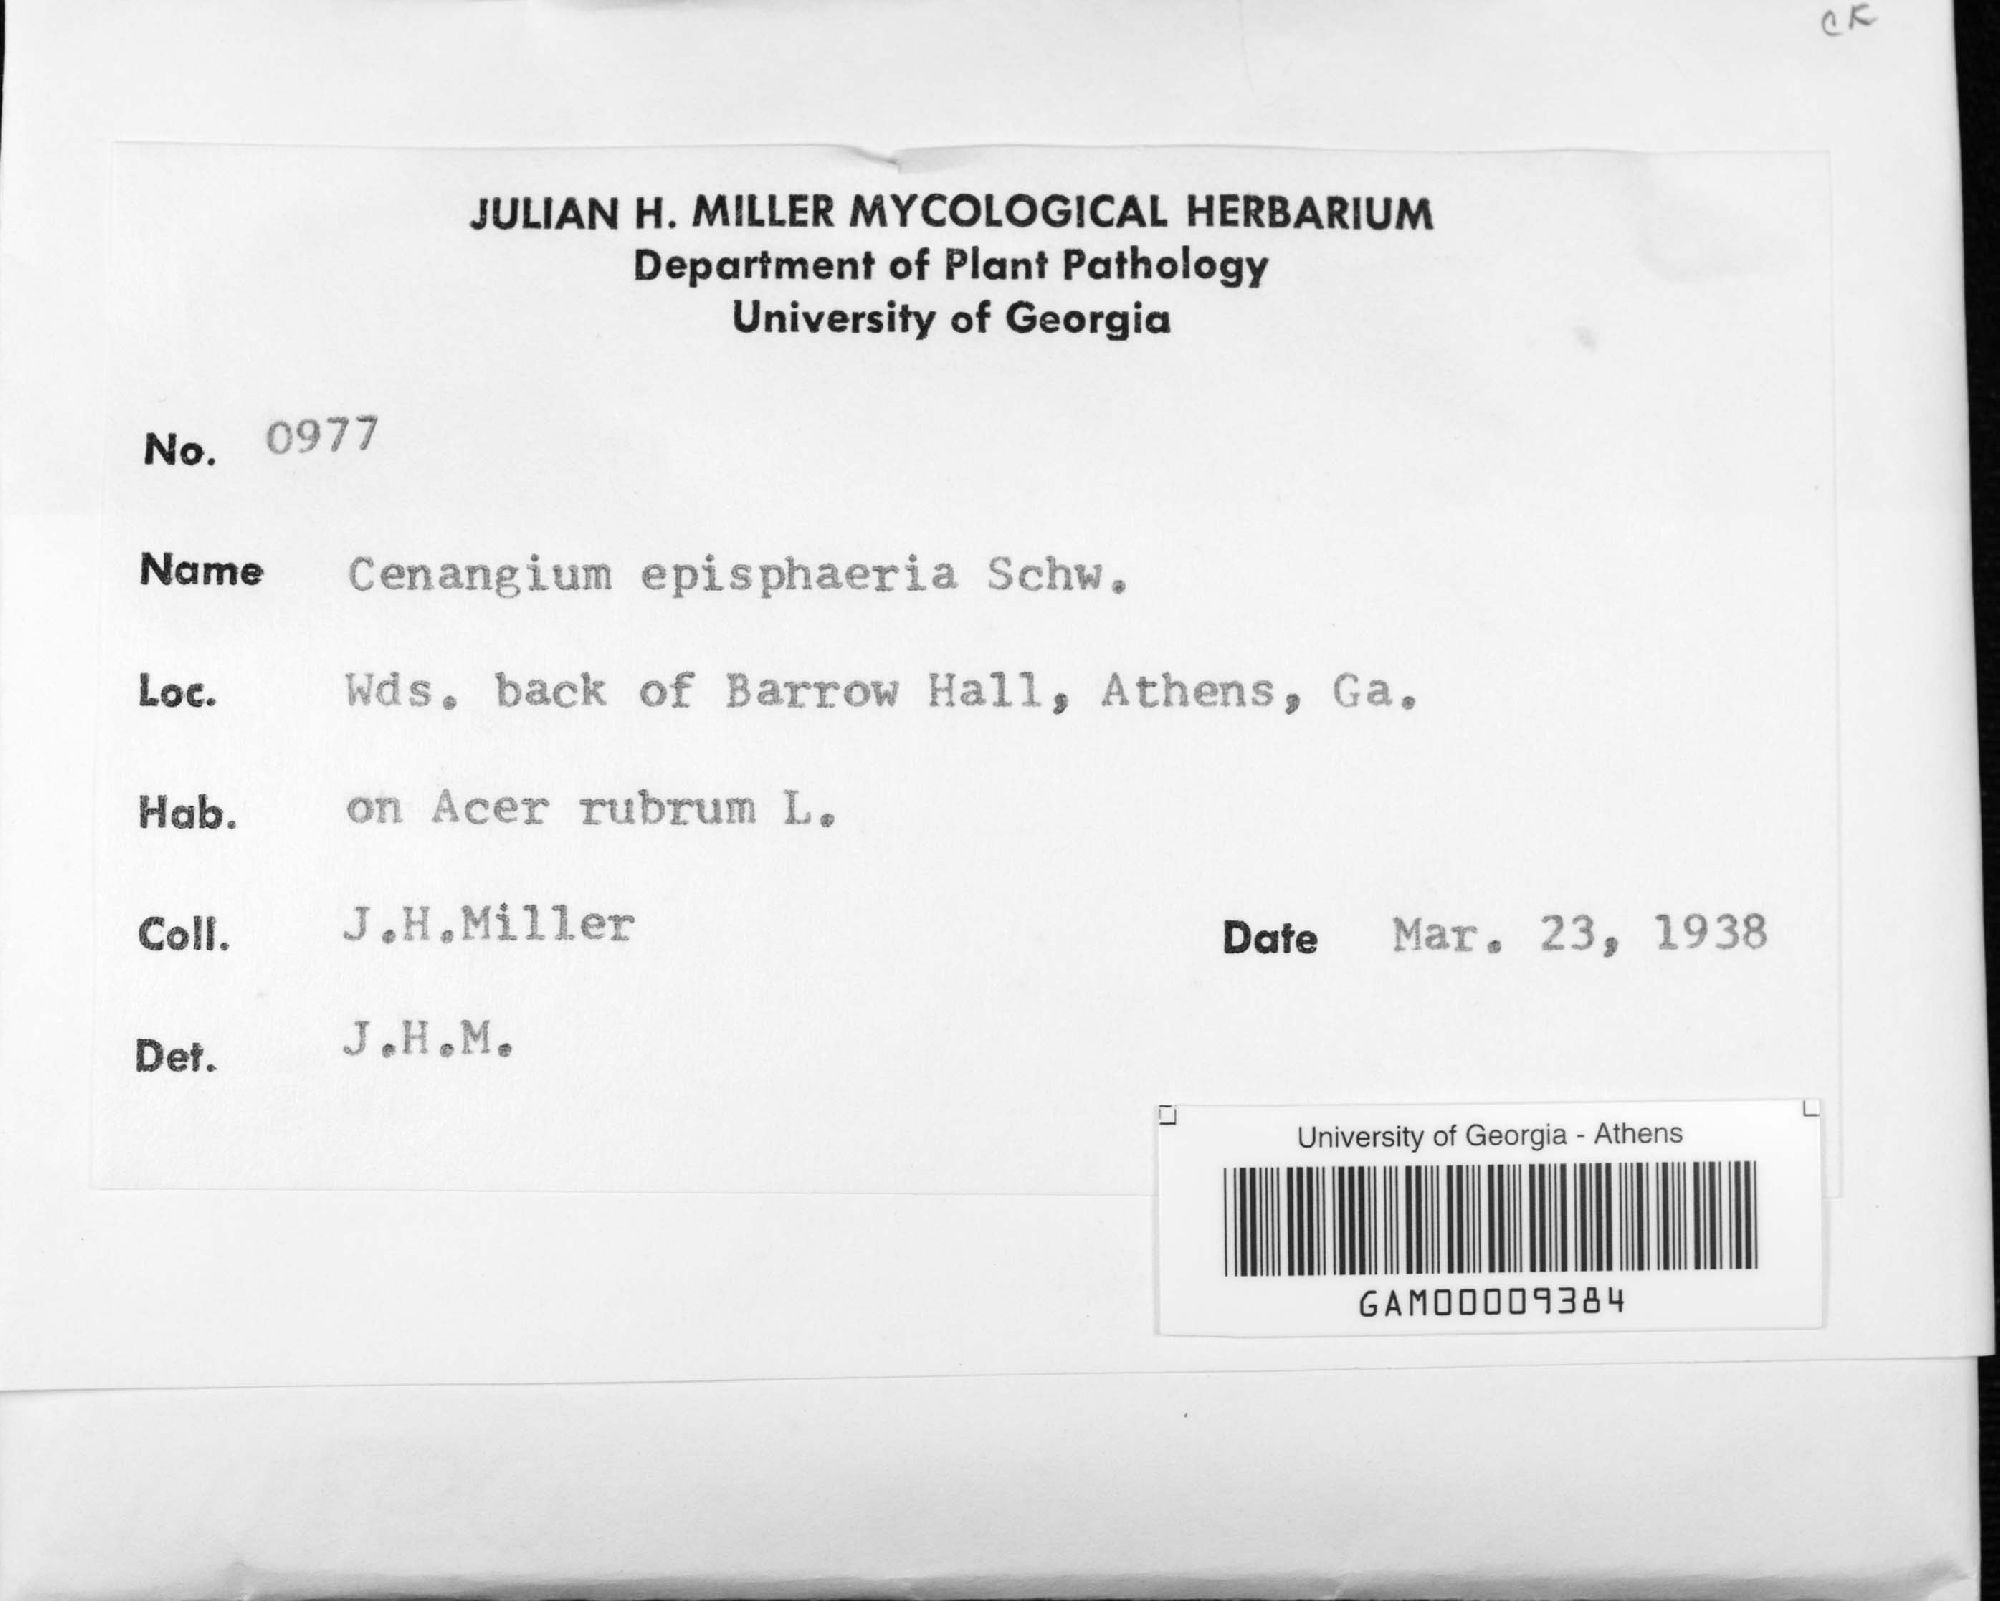 CK
JULIAN H. MILLER MYCOLOGICAL HERBARIUM
Department of Plant Pathology
University of Georgia
No. 0977
Name Cenangium episphaeria Schw.
Loc. Wds. back of Barrow Hall, Athens, Ga.
Hab. on Acer rubrum L.
Coll. J.H.Miller Date Mar. 23, 1938
Det. J.H.M.
University of Georgia - Athens
GAM00009384